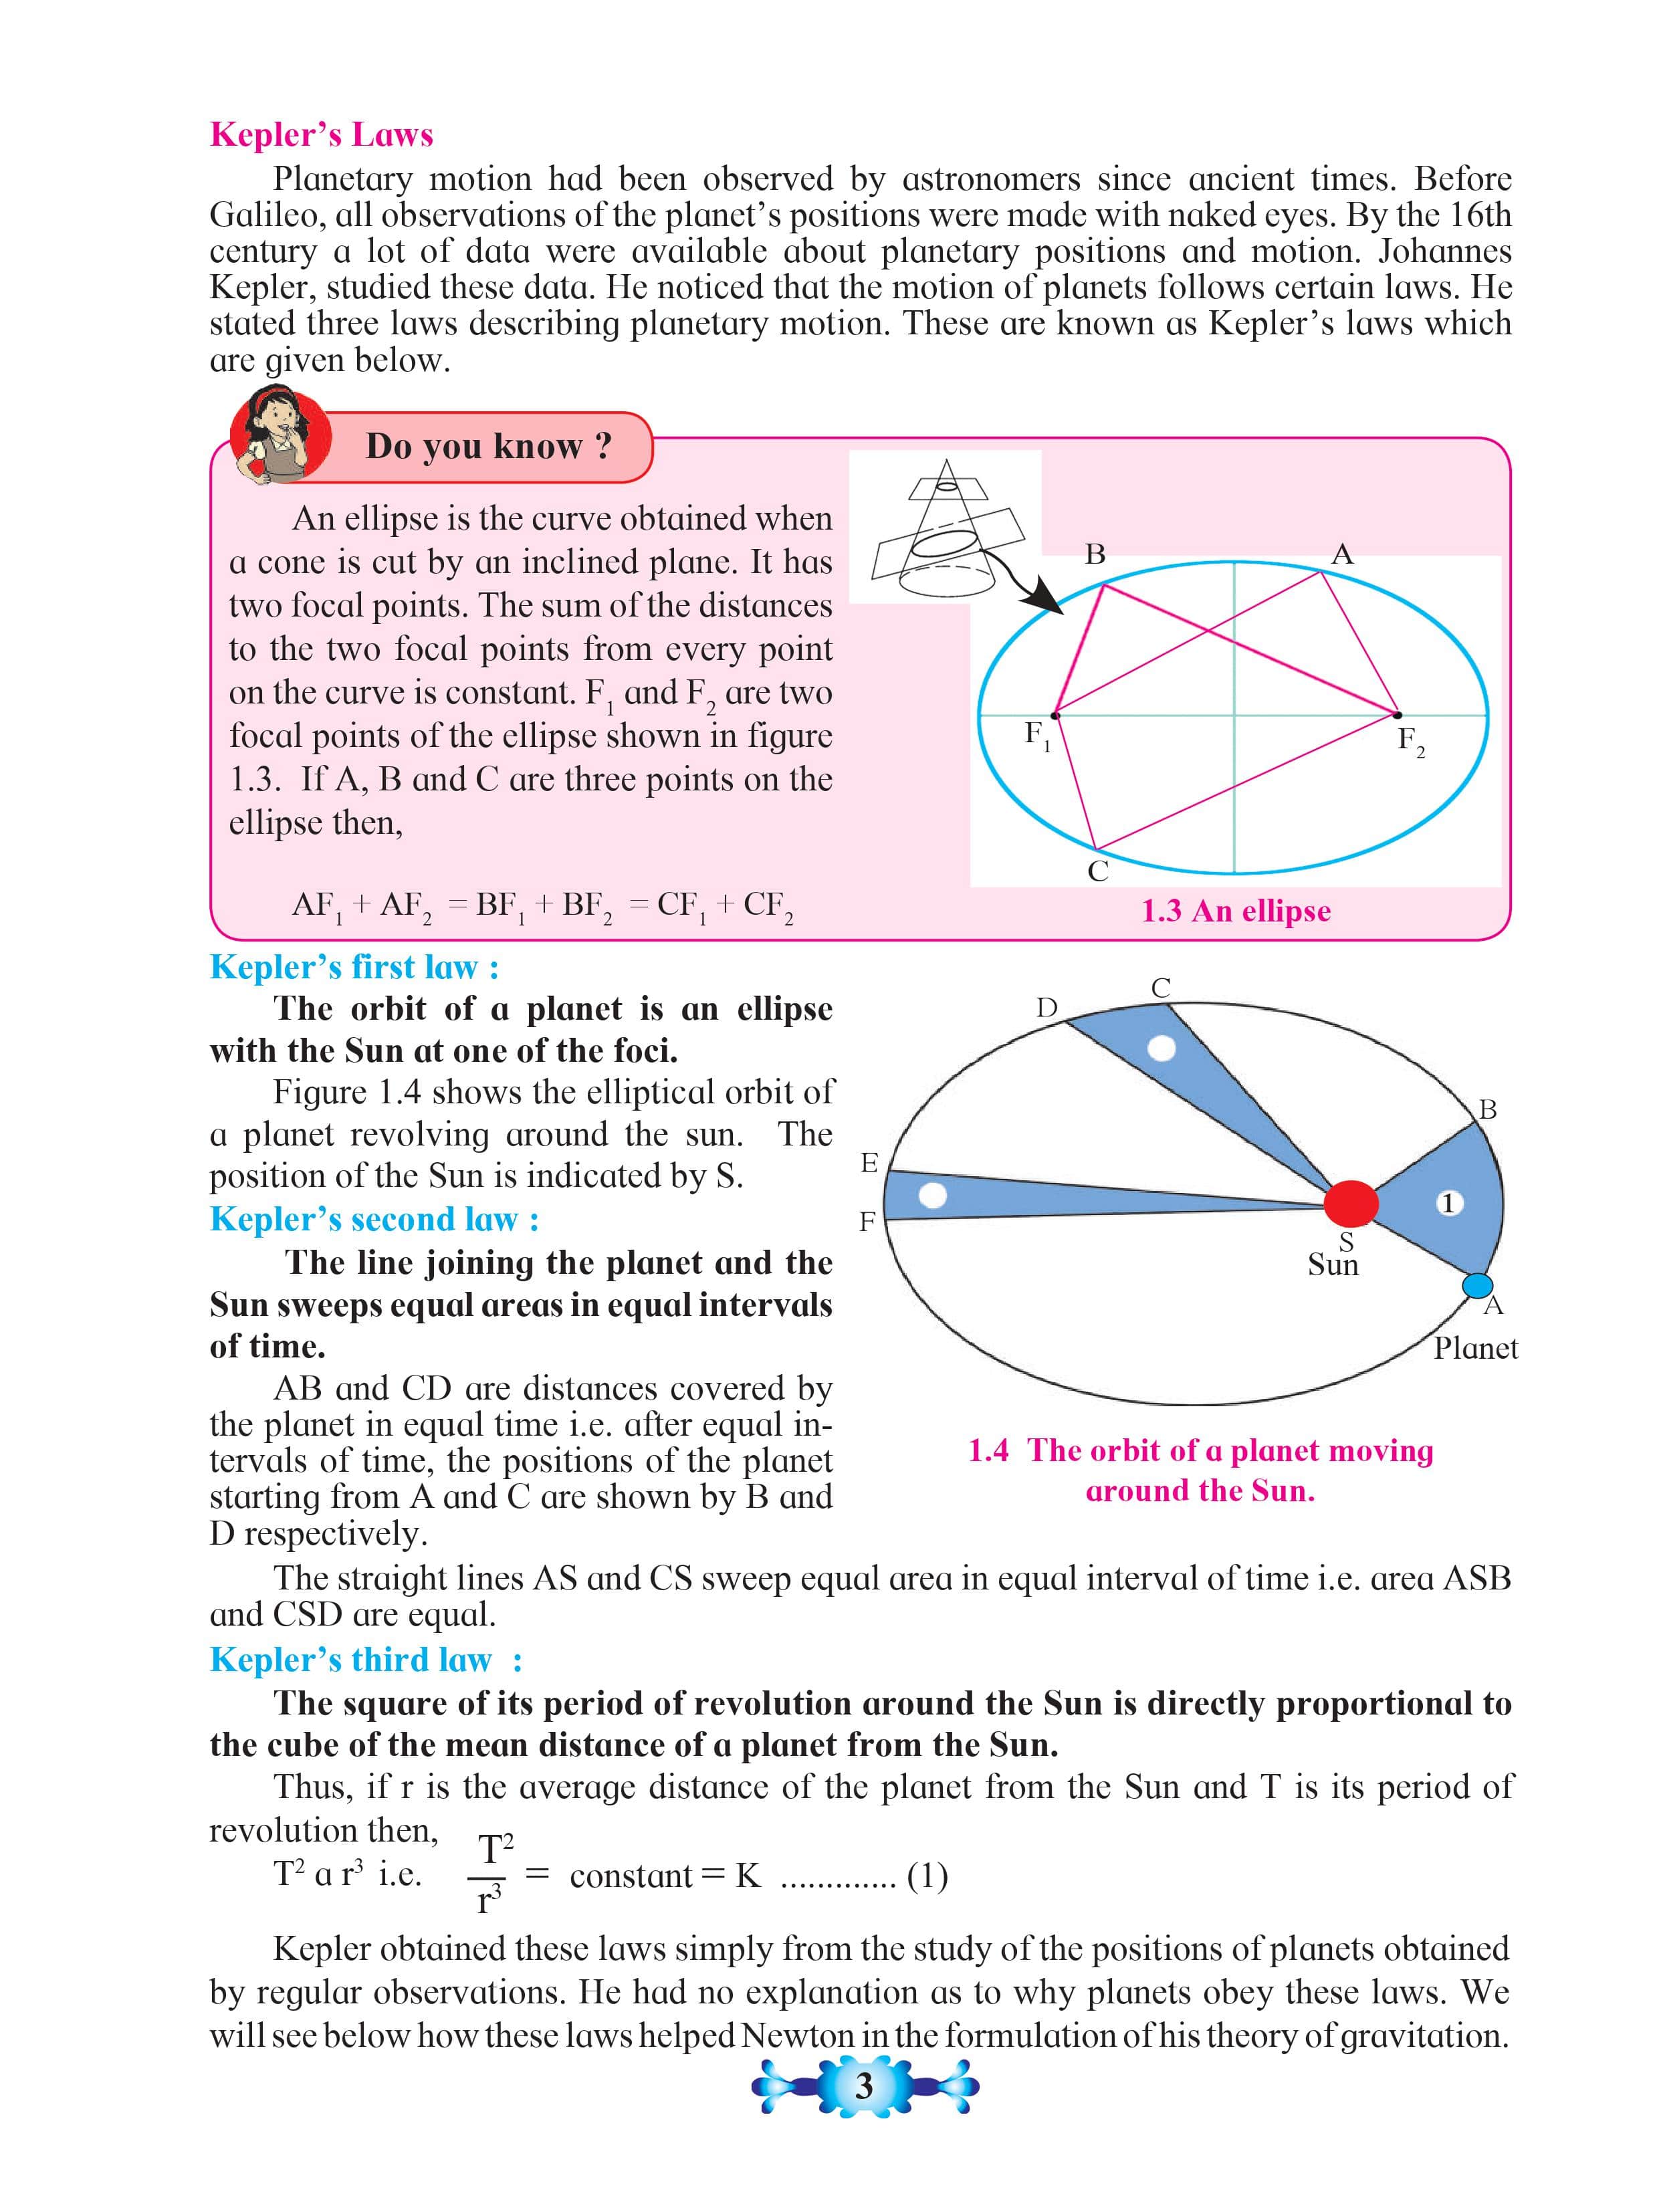 Kepler’s Laws
Planetary motion had been observed by astronomers since ancient times. Before
Galileo, all observations of the planet’s positions were made with naked eyes. By the 16th
century a lot of data were available about planetary positions and motion. Johannes
Kepler, studied these data. He noticed that the motion of planets follows certain laws. He
stated three laws describing planetary motion. These are known as Kepler’s laws which
are given below.
Do you know ?
An ellipse is the curve obtained when
a cone is cut by an inclined plane. It has
two focal points. The sum of the distances
to the two focal points from every point
on the curve is constant. F₁ and F₂ are two
focal points of the ellipse shown in figure
1.3. If A, B and C are three points on the
ellipse then,
AF₁ + AF₂ = BF₁ + BF₂ = CF₁ + CF₂
B
A
F₁
F₂
C
1.3 An ellipse
Kepler’s first law :
The orbit of a planet is an ellipse
with the Sun at one of the foci.
Figure 1.4 shows the elliptical orbit of
a planet revolving around the sun. The
position of the Sun is indicated by S.
Kepler’s second law :
The line joining the planet and the
Sun sweeps equal areas in equal intervals
of time.
AB and CD are distances covered by
the planet in equal time i.e. after equal in-
tervals of time, the positions of the planet
starting from A and C are shown by B and
D respectively.
C
D
B
E
1
F
S
Sun
A
Planet
1.4 The orbit of a planet moving
around the Sun.
The straight lines AS and CS sweep equal area in equal interval of time i.e. area ASB
and CSD are equal.
Kepler’s third law :
The square of its period of revolution around the Sun is directly proportional to
the cube of the mean distance of a planet from the Sun.
Thus, if r is the average distance of the planet from the Sun and T is its period of
revolution then,
T² a r³ i.e. T²/r³ = constant = K ............. (1)
Kepler obtained these laws simply from the study of the positions of planets obtained
by regular observations. He had no explanation as to why planets obey these laws. We
will see below how these laws helped Newton in the formulation of his theory of gravitation.
3